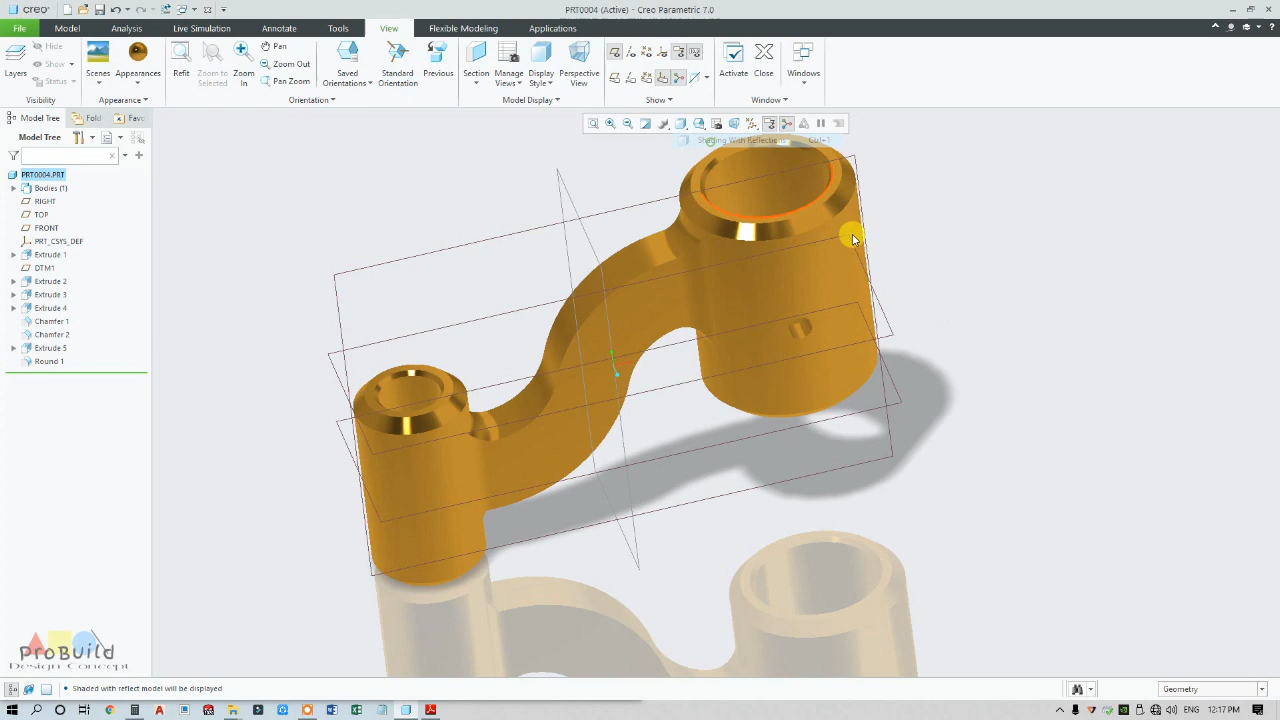 creo
PRT0004 (Active) - Creo Parametric 7.0
File Model Analysis Live Simulation Annotate Tools View Flexible Modeling Applications
Layers
Hide
Show
Status
Visibility
Scenes
Appearances
Appearance
Refit
Zoom to Selected
Zoom In
Pan
Zoom Out
Pan Zoom
Saved Orientations
Standard Orientation
Previous
Orientation
Section
Manage Views
Display Style
Perspective View
Model Display
Show
Activate
Close
Windows
Window
Model Tree Fold Favo
Model Tree
Shading With Reflections Ctrl+1
PRT0004.PRT
Bodies (1)
RIGHT
TOP
FRONT
PRT_CSYS_DEF
Extrude 1
DTM1
Extrude 2
Extrude 3
Extrude 4
Chamfer 1
Chamfer 2
Extrude 5
Round 1
ProBuild
Design Concept
Shaded with reflect model will be displayed
Geometry
ENG 12:17 PM